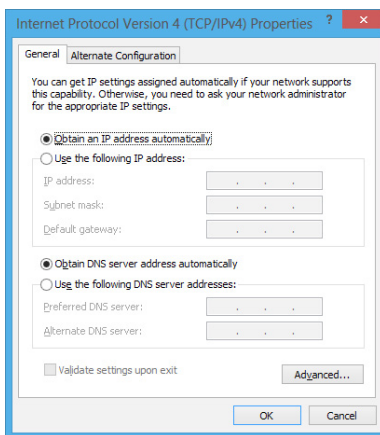 Internet Protocol Version 4 (TCP/IPv4) Properties ? ×
General Alternate Configuration
You can get IP settings assigned automatically if your network supports
this capability. Otherwise, you need to ask your network administrator
for the appropriate IP settings.
Obtain an IP address automatically
Use the following IP address:
IP address: . . .
Subnet mask: . . .
Default gateway: . . .
Obtain DNS server address automatically
Use the following DNS server addresses:
Preferred DNS server: . . .
Alternate DNS server: . . .
Validate settings upon exit
Advanced...
OK Cancel